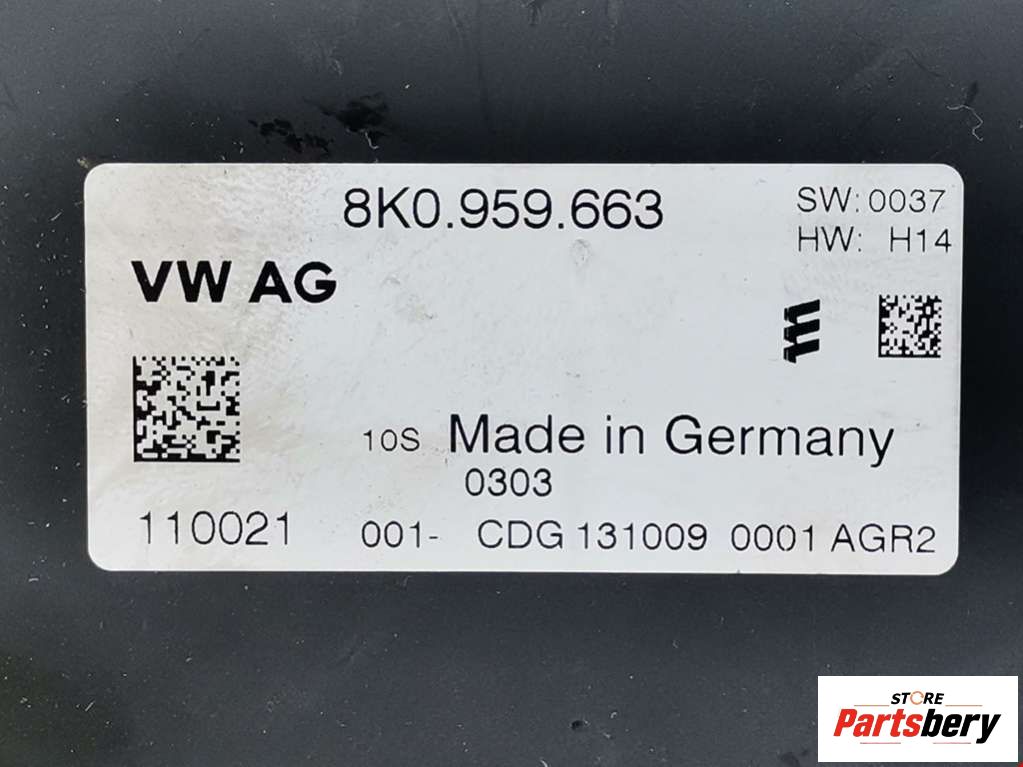 8K0.959.663
SW: 0037
HW: H14
VW AG
10S Made in Germany
0303
110021 001- CDG 131009 0001 AGR2
STORE
Partsbery